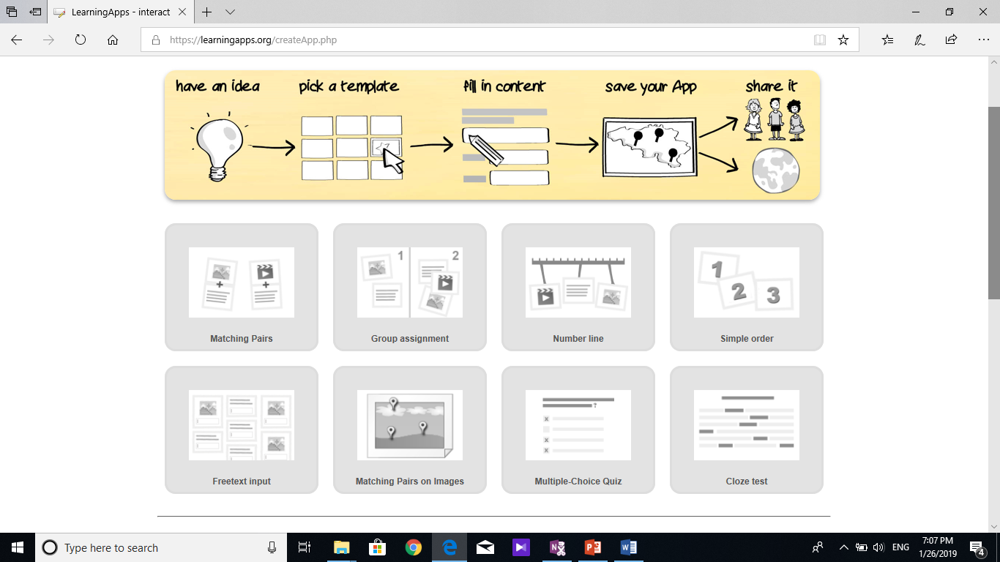 LearningApps - interact
https://learningapps.org/createApp.php
have an idea
pick a template
fill in content
save your App
share it
1
2
1
2
3
Matching Pairs
Group assignment
Number line
Simple order
?
Freetext input
Matching Pairs on Images
Multiple-Choice Quiz
Cloze test
Type here to search
ENG
7:07 PM
1/26/2019
4